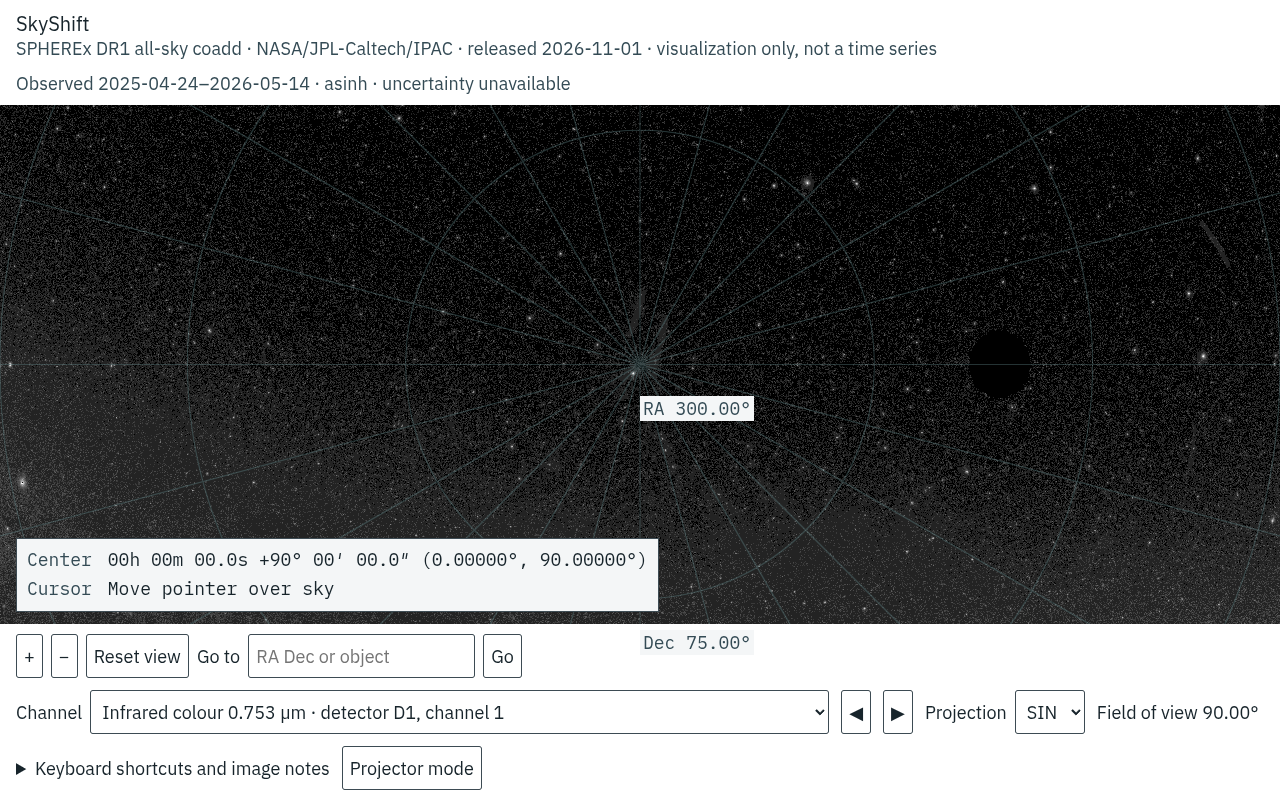 SkyShift
SPHEREx DR1 all-sky coadd · NASA/JPL-Caltech/IPAC · released 2026-11-01 · visualization only, not a time series
Observed 2025-04-24–2026-05-14 · asinh · uncertainty unavailable
RA 300.00°
Center 00h 00m 00.0s +90° 00′ 00.0″ (0.00000°, 90.00000°)
Cursor Move pointer over sky
Dec 75.00°
+ − Reset view Go to RA Dec or object Go
Channel Infrared colour 0.753 µm · detector D1, channel 1 ◀ ▶ Projection SIN Field of view 90.00°
▶ Keyboard shortcuts and image notes Projector mode